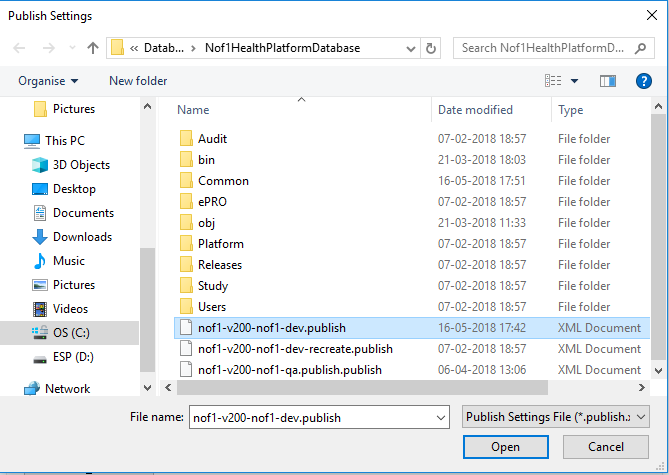 Publish Settings
« Datab... > Nof1HealthPlatformDatabase
Search Nof1HealthPlatformD...
Organise New folder
Pictures
This PC
3D Objects
Desktop
Documents
Downloads
Music
Pictures
Videos
OS (C:)
ESP (D:)
Network
Name Date modified Type
Audit 07-02-2018 18:57 File folder
bin 21-03-2018 18:03 File folder
Common 16-05-2018 17:51 File folder
ePRO 07-02-2018 18:57 File folder
obj 21-03-2018 11:33 File folder
Platform 07-02-2018 18:57 File folder
Releases 07-02-2018 18:57 File folder
Study 07-02-2018 18:57 File folder
Users 07-02-2018 18:57 File folder
nof1-v200-nof1-dev.publish 16-05-2018 17:42 XML Document
nof1-v200-nof1-dev-recreate.publish 07-02-2018 18:57 XML Document
nof1-v200-nof1-qa.publish.publish 06-04-2018 13:06 XML Document
File name: nof1-v200-nof1-dev.publish Publish Settings File (*.publish.x
Open Cancel